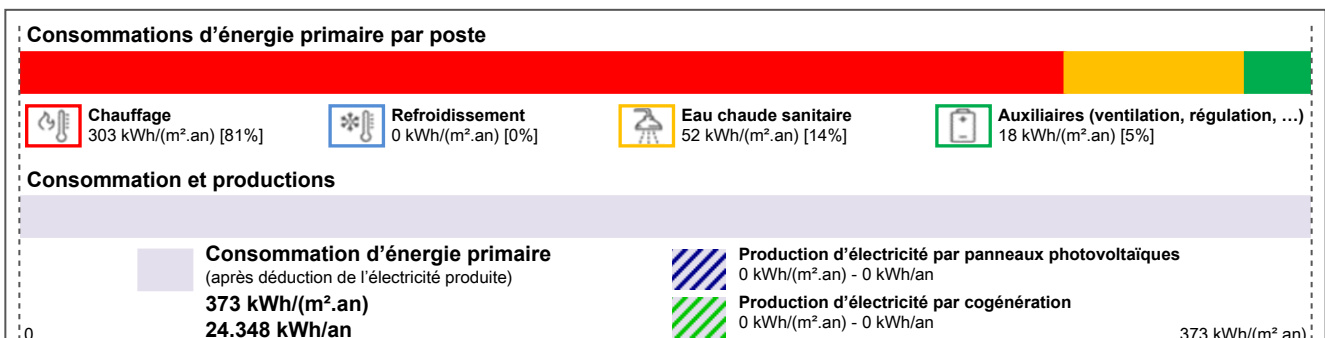 Consommations d’énergie primaire par poste
Chauffage
303 kWh/(m².an) [81%]
Refroidissement
0 kWh/(m².an) [0%]
Eau chaude sanitaire
52 kWh/(m².an) [14%]
Auxiliaires (ventilation, régulation, …)
18 kWh/(m².an) [5%]
Consommation et productions
Consommation d’énergie primaire
(après déduction de l’électricité produite)
373 kWh/(m².an)
24.348 kWh/an
Production d’électricité par panneaux photovoltaïques
0 kWh/(m².an) - 0 kWh/an
Production d’électricité par cogénération
0 kWh/(m².an) - 0 kWh/an
0
373 kWh/(m².an)